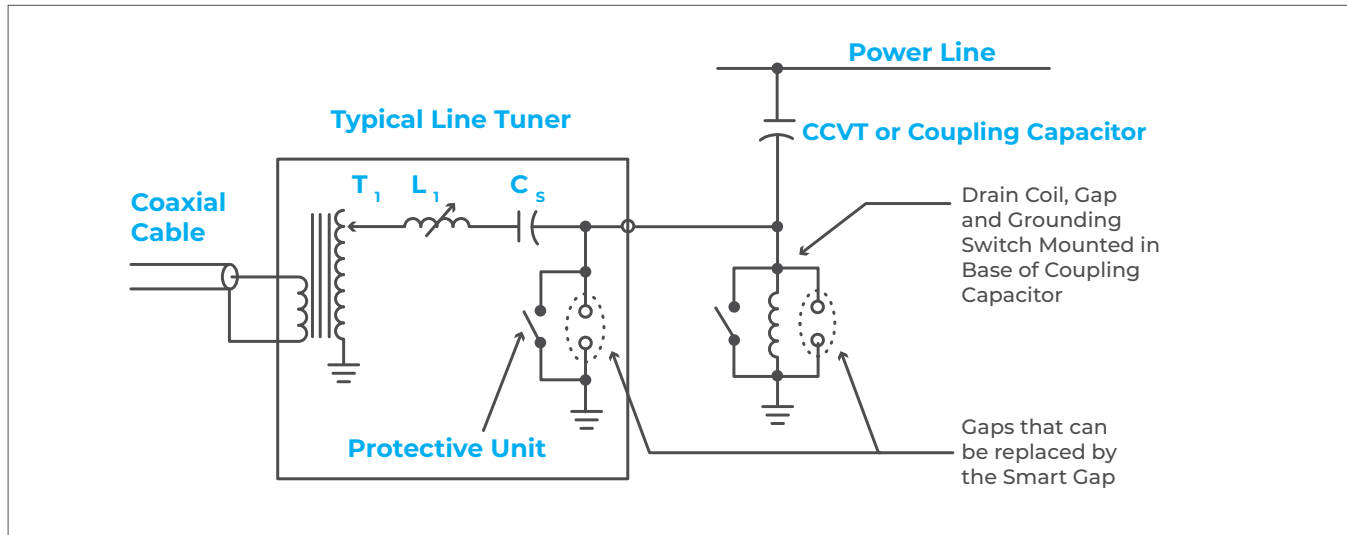 Power Line
Typical Line Tuner
CCVT or Coupling Capacitor
T 1 L 1 C S
Coaxial
Cable
Drain Coil, Gap
and Grounding
Switch Mounted in
Base of Coupling
Capacitor
Protective Unit
Gaps that can
be replaced by
the Smart Gap